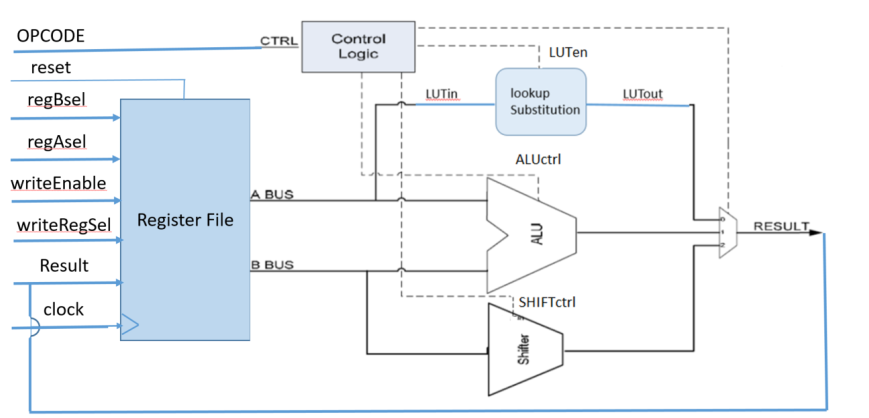 OPCODE
CTRL
Control
Logic
reset
LUTen
regBsel
LUTin
lookup
Substitution
LUTout
regAsel
ALUctrl
writeEnable
A BUS
writeRegSel
Register File
ALU
0
1
2
RESULT
Result
B BUS
clock
SHIFTctrl
Shifter